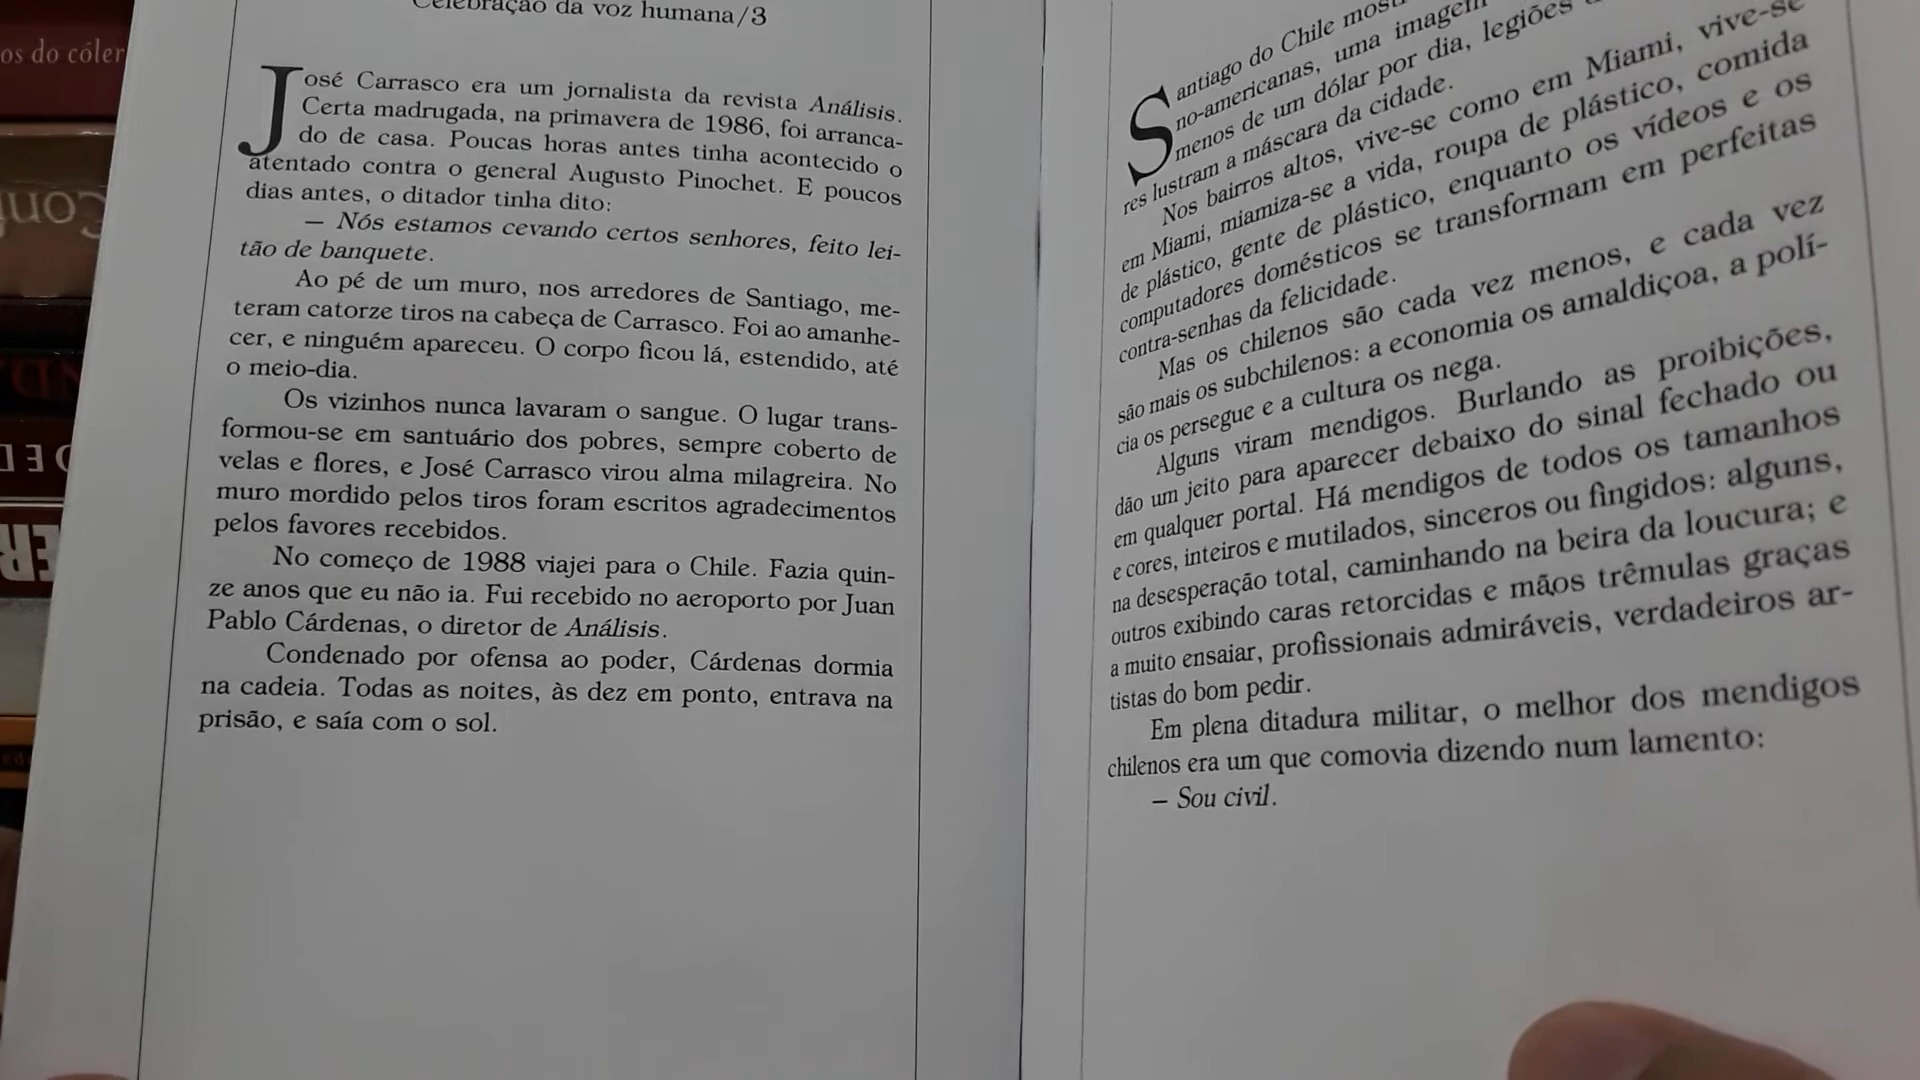 os do cóler
Celebração da voz humana/3
José Carrasco era um jornalista da revista Análisis.
Certa madrugada, na primavera de 1986, foi arranca-
do de casa. Poucas horas antes tinha acontecido o
atentado contra o general Augusto Pinochet. E poucos
dias antes, o ditador tinha dito:
— Nós estamos cevando certos senhores, feito lei-
tão de banquete.
Ao pé de um muro, nos arredores de Santiago, me-
teram catorze tiros na cabeça de Carrasco. Foi ao amanhe-
cer, e ninguém apareceu. O corpo ficou lá, estendido, até
o meio-dia.
Os vizinhos nunca lavaram o sangue. O lugar trans-
formou-se em santuário dos pobres, sempre coberto de
velas e flores, e José Carrasco virou alma milagreira. No
muro mordido pelos tiros foram escritos agradecimentos
pelos favores recebidos.
No começo de 1988 viajei para o Chile. Fazia quin-
ze anos que eu não ia. Fui recebido no aeroporto por Juan
Pablo Cárdenas, o diretor de Análisis.
Condenado por ofensa ao poder, Cárdenas dormia
na cadeia. Todas as noites, às dez em ponto, entrava na
prisão, e saía com o sol.
Santiago do Chile
no-americanas, uma imagem
menos de um dólar por dia, legiões
res lustram a máscara da cidade.
Nos bairros altos, vive-se como em Miami, vive-se
em Miami, miamiza-se a vida, roupa de plástico, comida
de plástico, gente de plástico, enquanto os vídeos e os
computadores domésticos se transformam em perfeitas
contra-senhas da felicidade.
Mas os chilenos são cada vez menos, e cada vez
são mais os subchilenos: a economia os amaldiçoa, a polí-
cia os persegue e a cultura os nega.
Alguns viram mendigos. Burlando as proibições,
dão um jeito para aparecer debaixo do sinal fechado ou
em qualquer portal. Há mendigos de todos os tamanhos
e cores, inteiros e mutilados, sinceros ou fingidos: alguns,
na desesperação total, caminhando na beira da loucura; e
outros exibindo caras retorcidas e mãos trêmulas graças
a muito ensaiar, profissionais admiráveis, verdadeiros ar-
tistas do bom pedir.
Em plena ditadura militar, o melhor dos mendigos
chilenos era um que comovia dizendo num lamento:
– Sou civil.